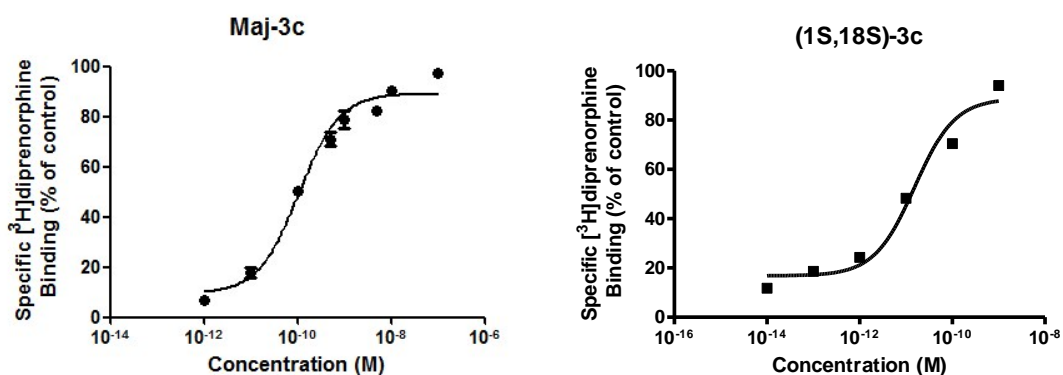 Maj-3c
Specific [³H]diprenorphine
Binding (% of control)
100
80
60
40
20
0
10⁻¹⁴
10⁻¹²
10⁻¹⁰
10⁻⁸
10⁻⁶
Concentration (M)
(1S,18S)-3c
Specific [³H]diprenorphine
Binding (% of control)
100
80
60
40
20
0
10⁻¹⁶
10⁻¹⁴
10⁻¹²
10⁻¹⁰
10⁻⁸
Concentration (M)